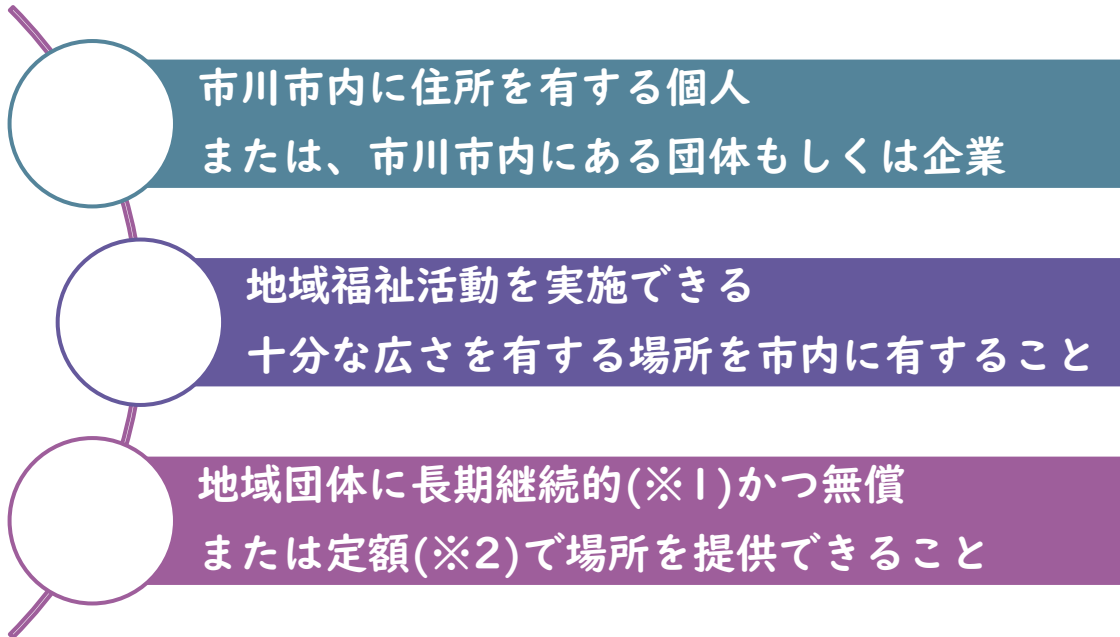 市川市内に住所を有する個人
または、市川市内にある団体もしくは企業
地域福祉活動を実施できる
十分な広さを有する場所を市内に有すること
地域団体に長期継続的(※1)かつ無償
または定額(※2)で場所を提供できること